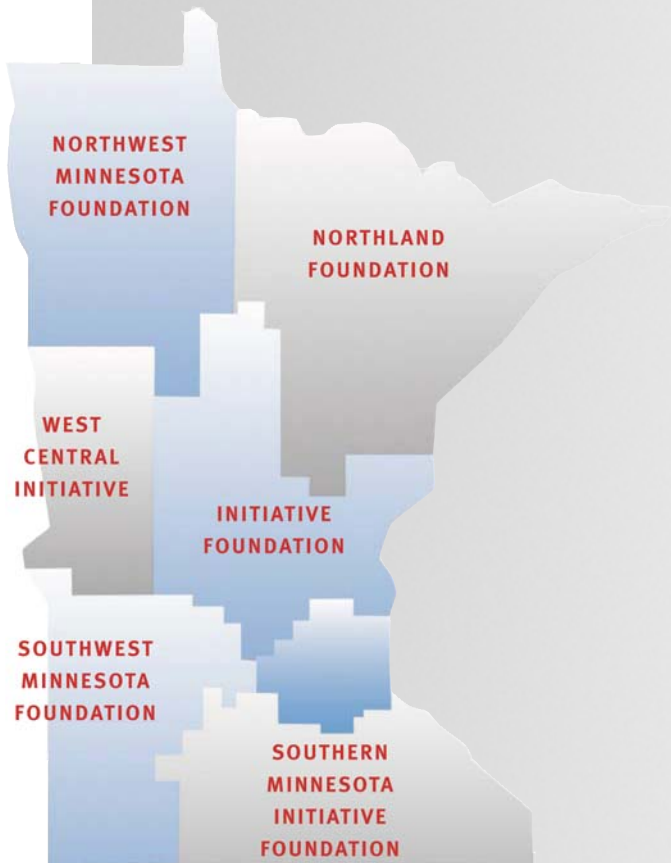 NORTHWEST
MINNESOTA
FOUNDATION
NORTHLAND
FOUNDATION
WEST
CENTRAL
INITIATIVE
INITIATIVE
FOUNDATION
SOUTHWEST
MINNESOTA
FOUNDATION
SOUTHERN
MINNESOTA
INITIATIVE
FOUNDATION